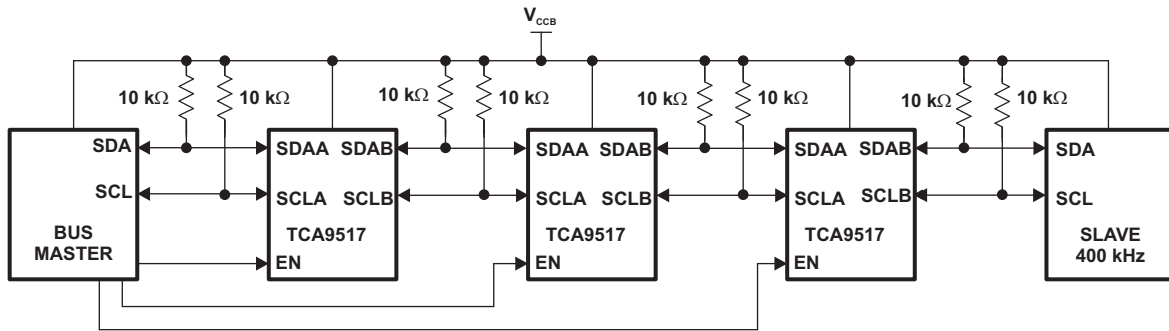 V_CCB
10 kΩ 10 kΩ 10 kΩ 10 kΩ 10 kΩ 10 kΩ 10 kΩ 10 kΩ
SDA SDAA SDAB SDAA SDAB SDAA SDAB SDA
SCL SCLA SCLB SCLA SCLB SCLA SCLB SCL
BUS MASTER
TCA9517 TCA9517 TCA9517
SLAVE
400 kHz
EN EN EN